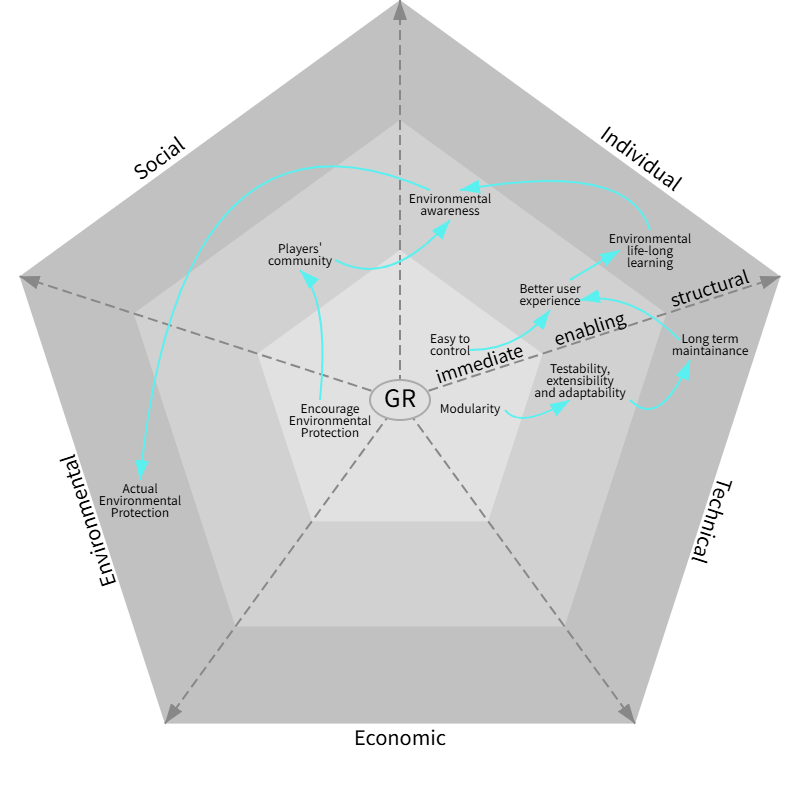 Social
Individual
Environmental
awareness
Players'
community
Environmental
life-long
learning
Better user
experience
structural
enabling
immediate
Easy to
control
Long term
maintainance
Testability,
extensibility
and adaptability
GR
Modularity
Encourage
Environmental
Protection
Actual
Environmental
Protection
Environmental
Technical
Economic